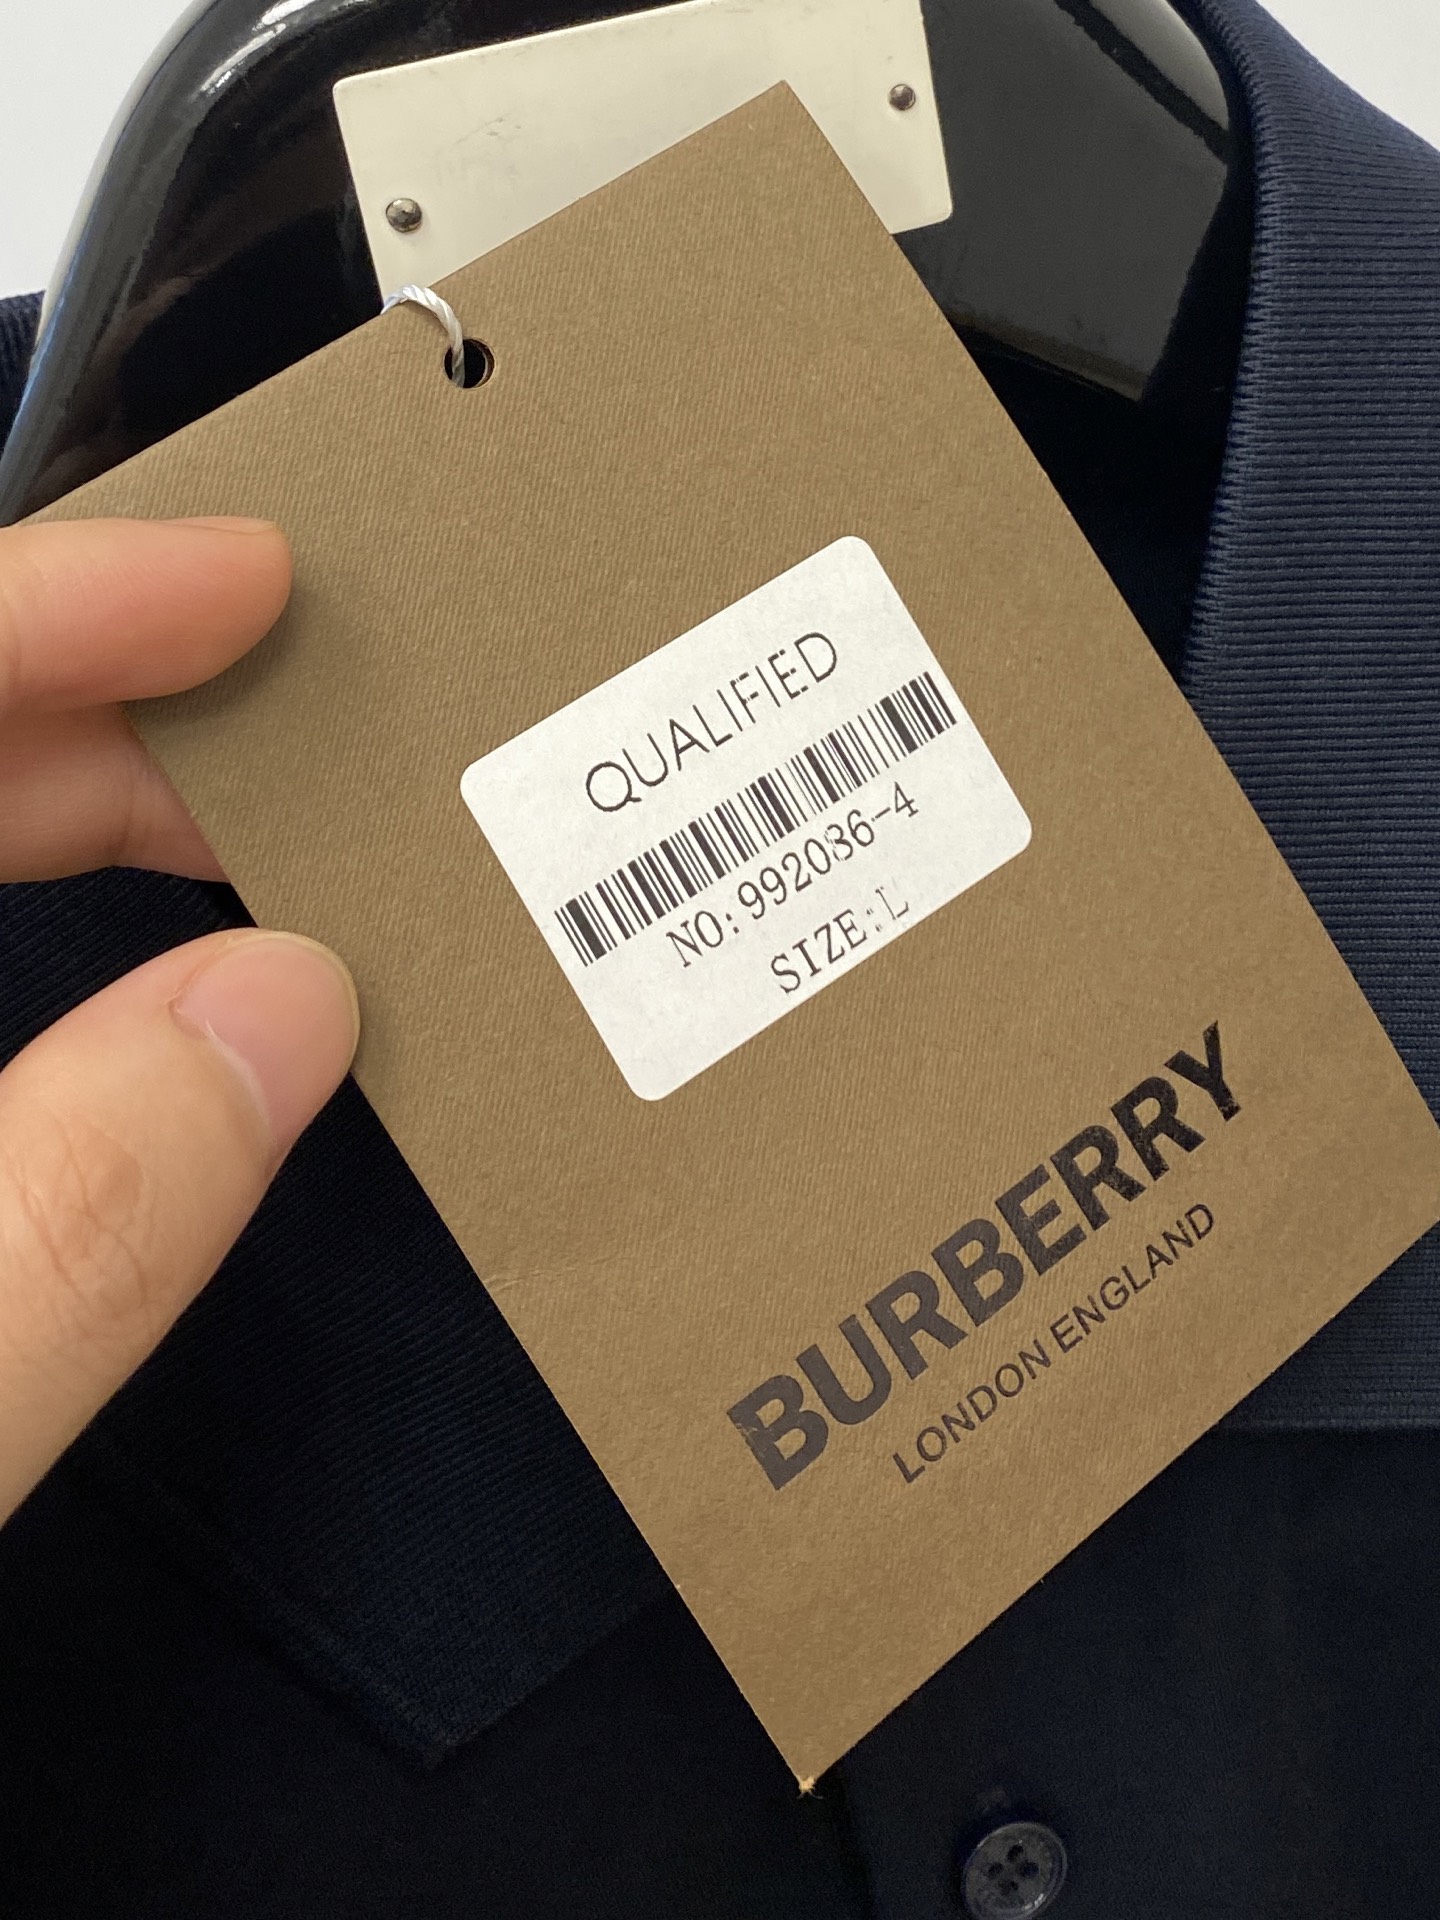 QUALIFIED
NO:992036-4
SIZE:L
BURBERRY
LONDON ENGLAND